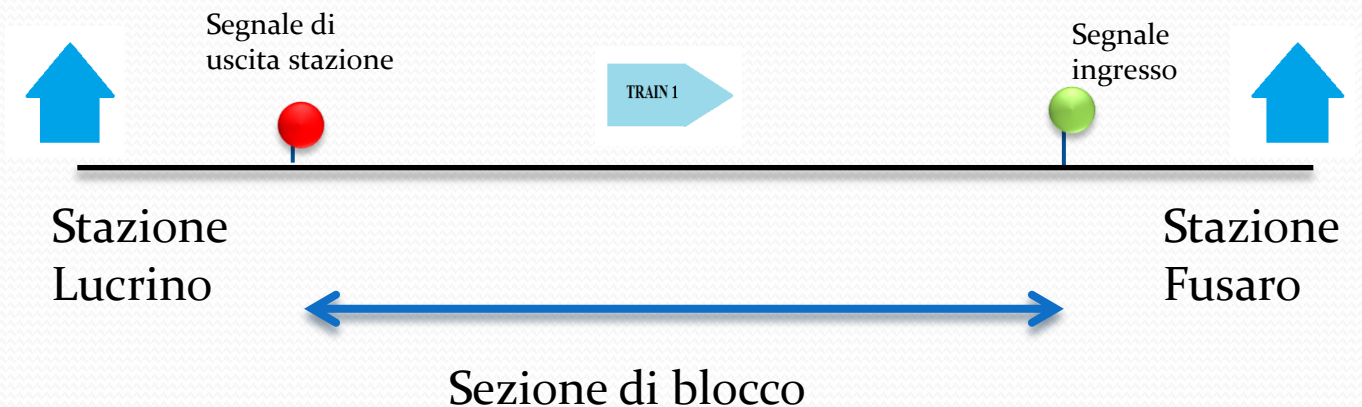 Segnale di
uscita stazione
Segnale
ingresso
TRAIN 1
Stazione
Lucrino
Stazione
Fusaro
Sezione di blocco